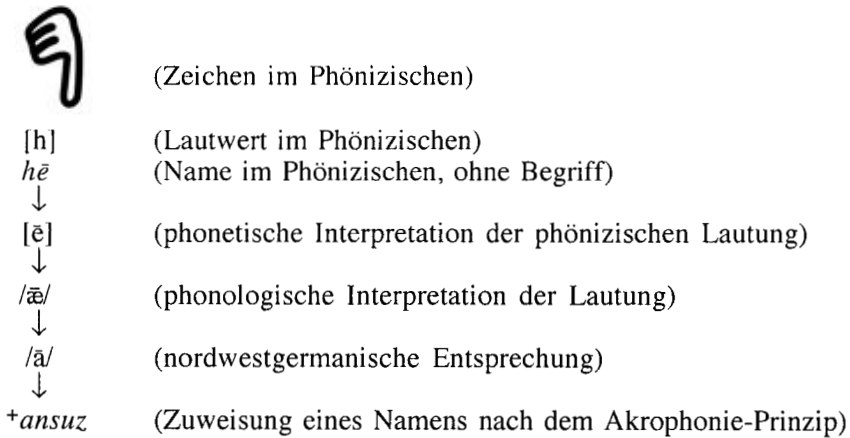 (Zeichen im Phönizischen)
[h] (Lautwert im Phönizischen)
hē (Name im Phönizischen, ohne Begriff)
↓
[ē] (phonetische Interpretation der phönizischen Lautung)
↓
/ǣ/ (phonologische Interpretation der Lautung)
↓
/ā/ (nordwestgermanische Entsprechung)
↓
+ansuz (Zuweisung eines Namens nach dem Akrophonie-Prinzip)